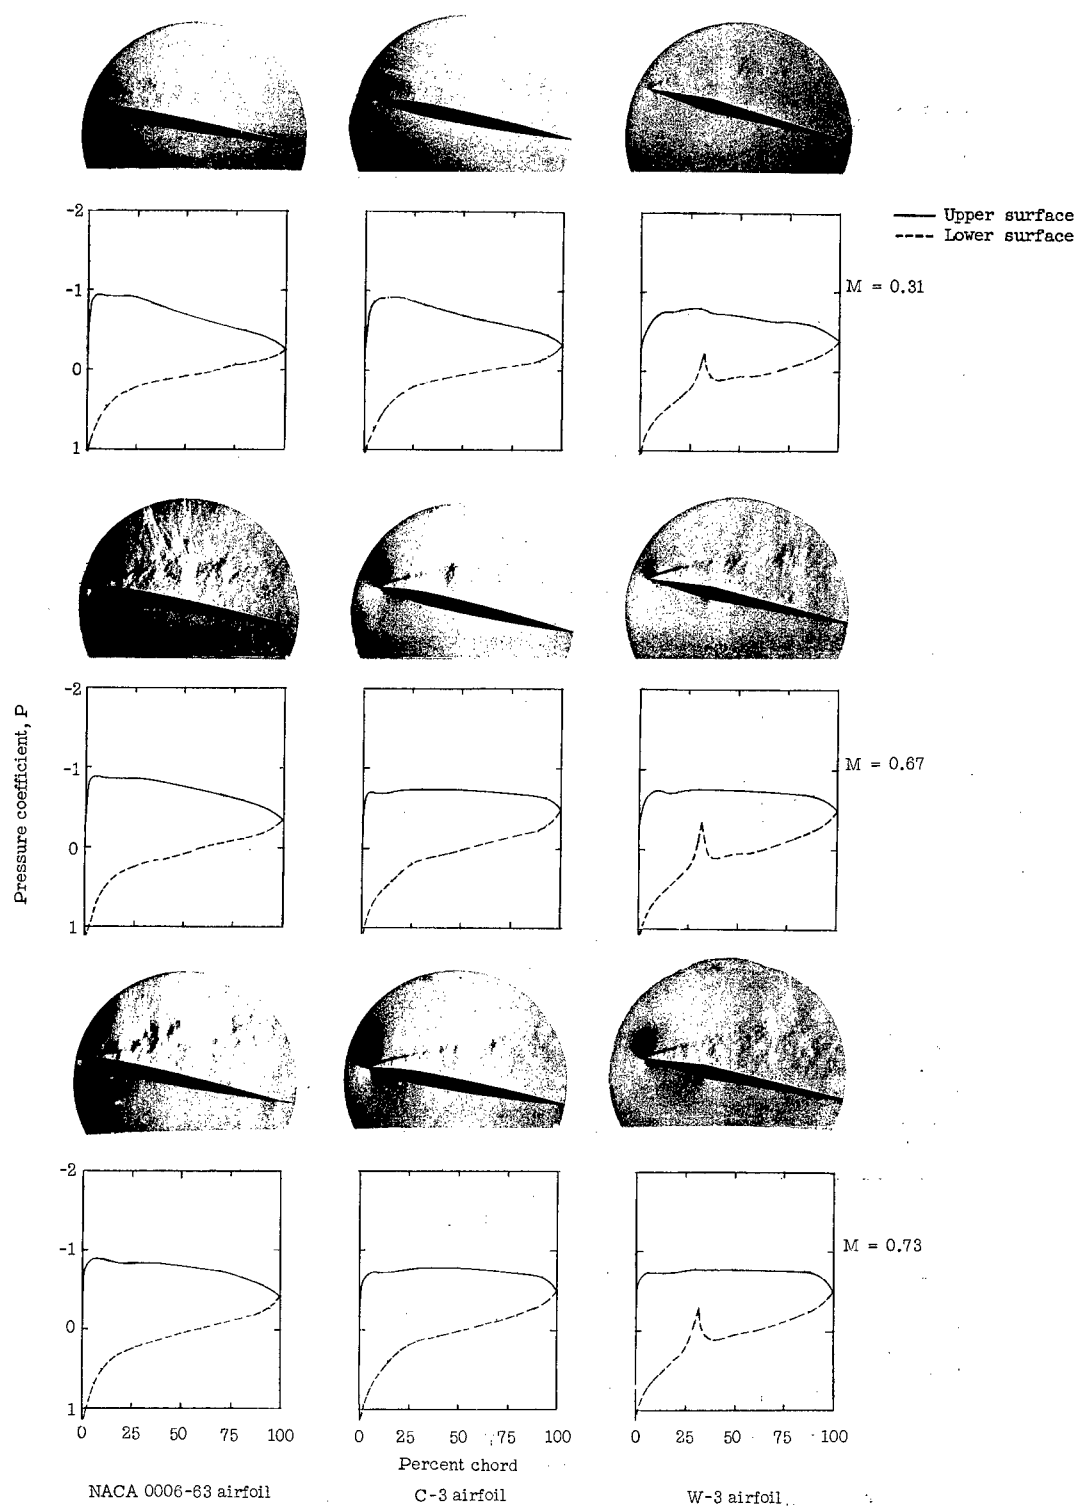 -2
Upper surface
Lower surface
-1
M = 0.31
0
1
-2
-1
M = 0.67
0
1
Pressure coefficient, P
-2
-1
M = 0.73
0
1
0 25 50 75 100
0 25 50 75 100
0 25 50 75 100
Percent chord
NACA 0006-63 airfoil
C-3 airfoil
W-3 airfoil